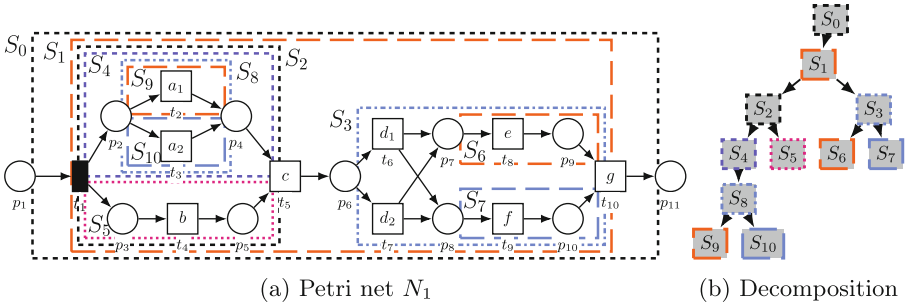 S0
S1
S2
S4
S9
S8
a1
t2
S10
a2
t3
p1
t1
p2
p4
S5
p3
b
t4
p5
c
t5
S3
p6
d1
t6
d2
t7
p7
p8
S6
e
t8
p9
S7
f
t9
p10
g
t10
p11
(a) Petri net N1
S0
S1
S2
S3
S4
S5
S6
S7
S8
S9
S10
(b) Decomposition